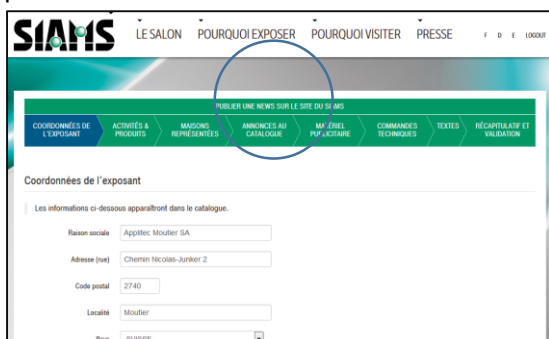 SIAMS LE SALON POURQUOI EXPOSER POURQUOI VISITER PRESSE F D E LOGOUT
PUBLIER UNE NEWS SUR LE SITE DU SIAMS
COORDONNÉES DE L'EXPOSANT
ACTIVITÉS & PRODUITS
MAISONS REPRÉSENTÉES
ANNONCES AU CATALOGUE
MATÉRIEL PUBLICITAIRE
COMMANDES TECHNIQUES
TEXTES
RÉCAPITULATIF ET VALIDATION
Coordonnées de l'exposant
Les informations ci-dessous apparaîtront dans le catalogue.
Raison sociale Applitec Moutier SA
Adresse (rue) Chemin Nicolas-Junker 2
Code postal 2740
Localité Moutier
Pays SUISSE